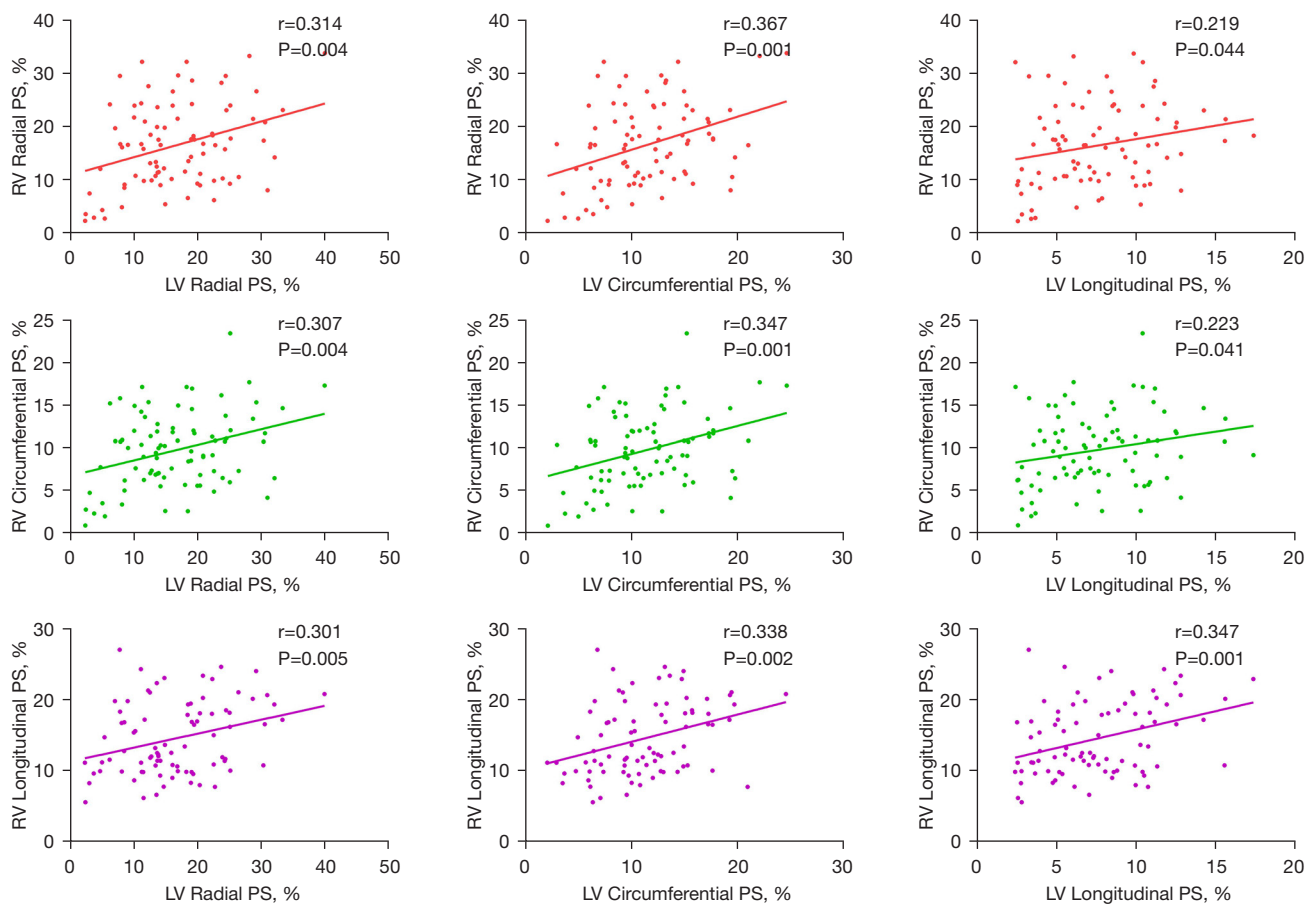 r=0.314
P=0.004
RV Radial PS, %
40
30
20
10
0
0 10 20 30 40 50
LV Radial PS, %
r=0.367
P=0.001
RV Radial PS, %
40
30
20
10
0
0 10 20 30
LV Circumferential PS, %
r=0.219
P=0.044
RV Radial PS, %
40
30
20
10
0
0 5 10 15 20
LV Longitudinal PS, %
r=0.307
P=0.004
RV Circumferential PS, %
25
20
15
10
5
0
0 10 20 30 40 50
LV Radial PS, %
r=0.347
P=0.001
RV Circumferential PS, %
25
20
15
10
5
0
0 10 20 30
LV Circumferential PS, %
r=0.223
P=0.041
RV Circumferential PS, %
25
20
15
10
5
0
0 5 10 15 20
LV Longitudinal PS, %
r=0.301
P=0.005
RV Longitudinal PS, %
30
20
10
0
0 10 20 30 40 50
LV Radial PS, %
r=0.338
P=0.002
RV Longitudinal PS, %
30
20
10
0
0 10 20 30
LV Circumferential PS, %
r=0.347
P=0.001
RV Longitudinal PS, %
30
20
10
0
0 5 10 15 20
LV Longitudinal PS, %